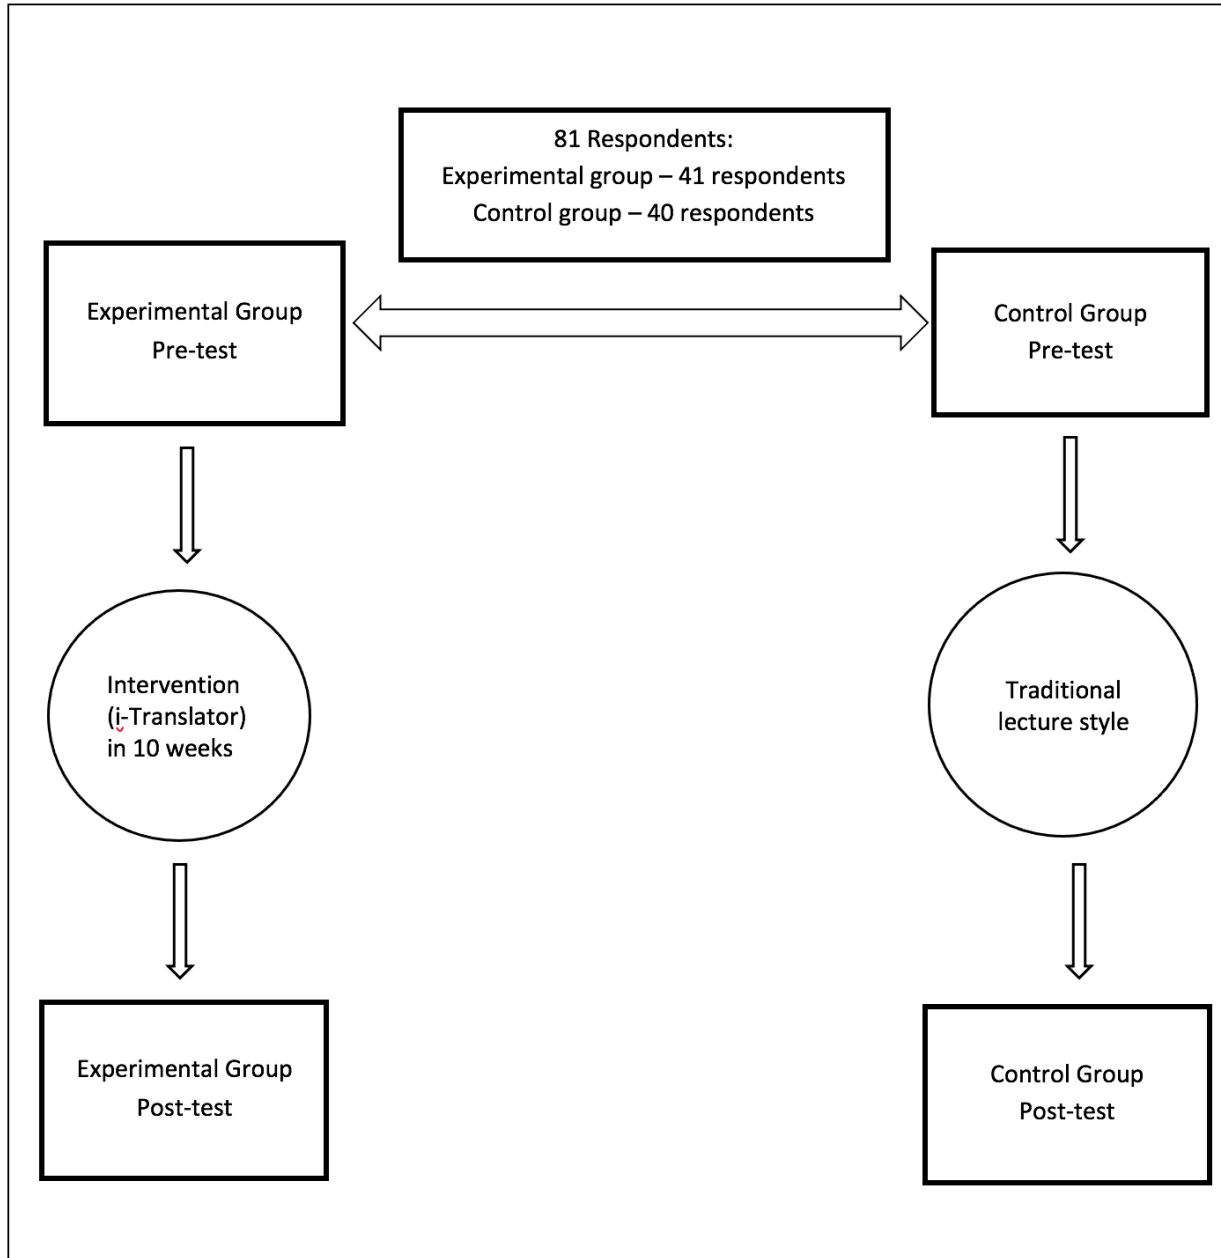 81 Respondents:
Experimental group – 41 respondents
Control group – 40 respondents
Experimental Group
Pre-test
Control Group
Pre-test
Intervention
(i-Translator)
in 10 weeks
Traditional
lecture style
Experimental Group
Post-test
Control Group
Post-test